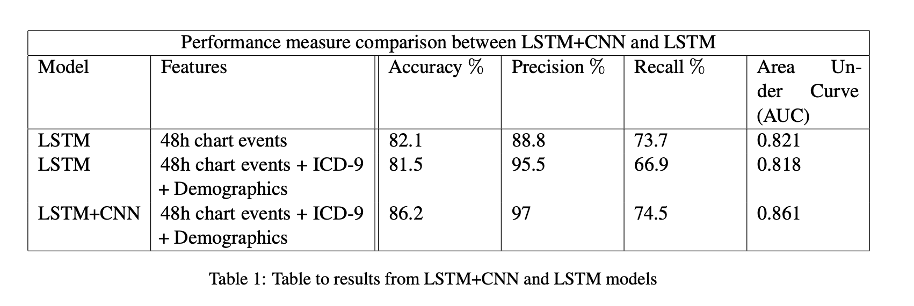 Performance measure comparison between LSTM+CNN and LSTM
Model Features Accuracy % Precision % Recall % Area Un-
der Curve
(AUC)
LSTM 48h chart events 82.1 88.8 73.7 0.821
LSTM 48h chart events + ICD-9 81.5 95.5 66.9 0.818
+ Demographics
LSTM+CNN 48h chart events + ICD-9 86.2 97 74.5 0.861
+ Demographics
Table 1: Table to results from LSTM+CNN and LSTM models